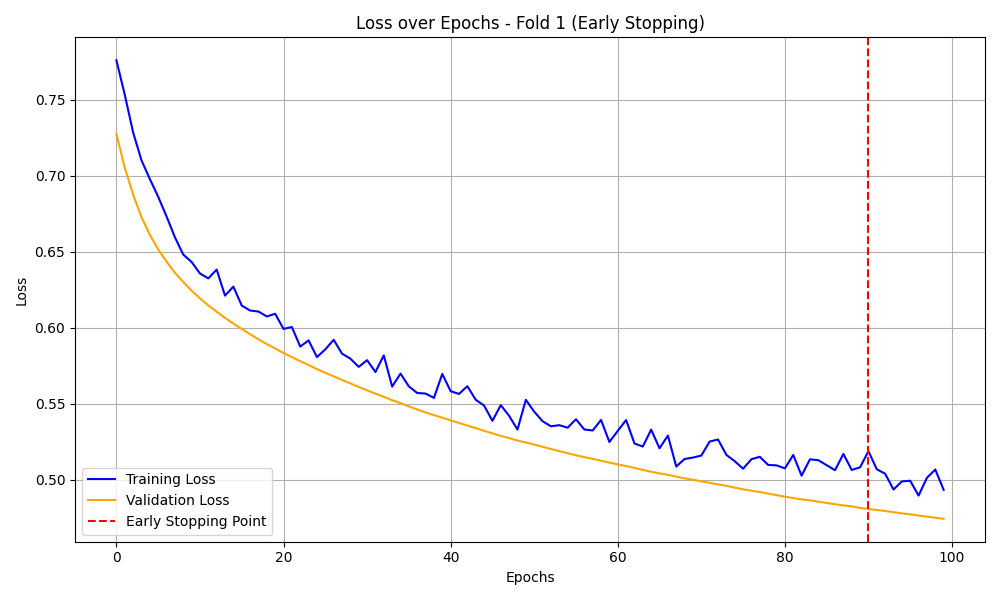 Loss over Epochs - Fold 1 (Early Stopping)
Loss
0.75
0.70
0.65
0.60
0.55
0.50
Training Loss
Validation Loss
Early Stopping Point
0 20 40 60 80 100
Epochs